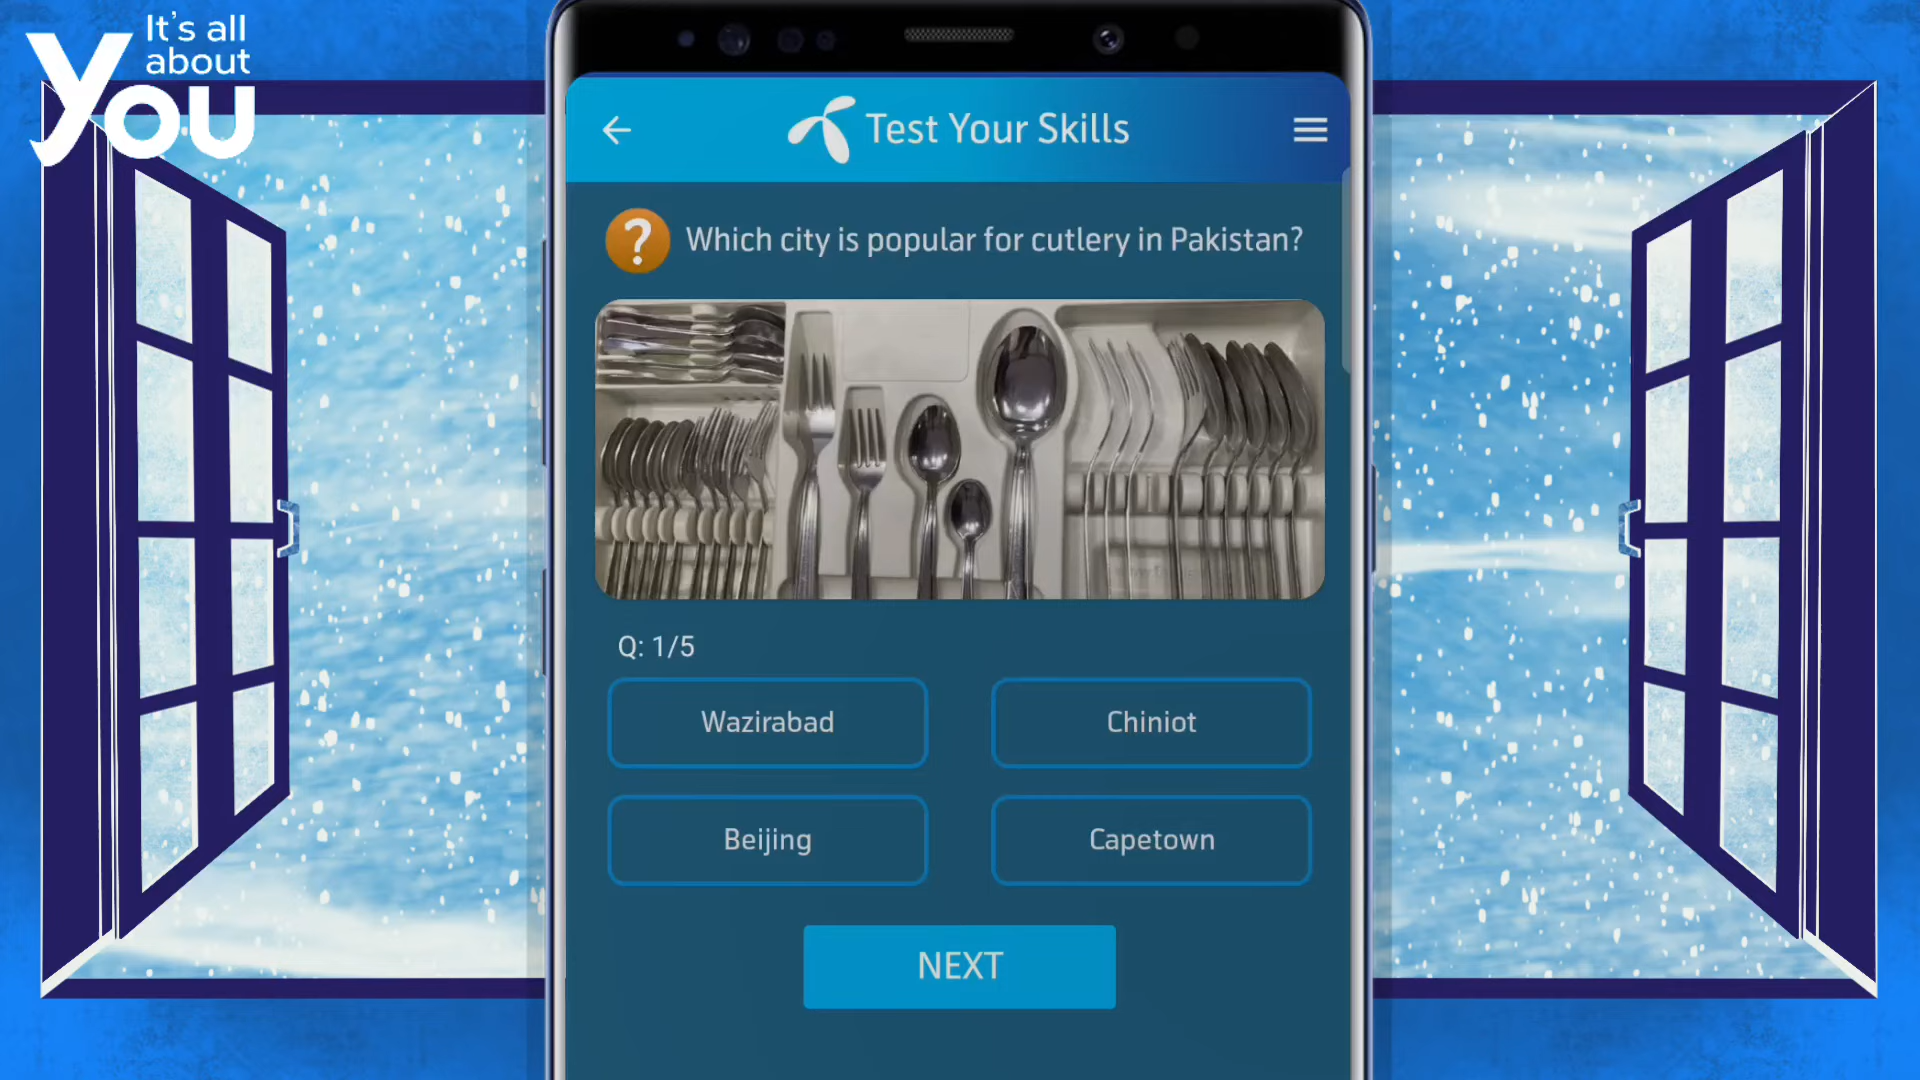 It's all
about
you
Test Your Skills
? Which city is popular for cutlery in Pakistan?
Q: 1/5
Wazirabad
Chiniot
Beijing
Capetown
NEXT